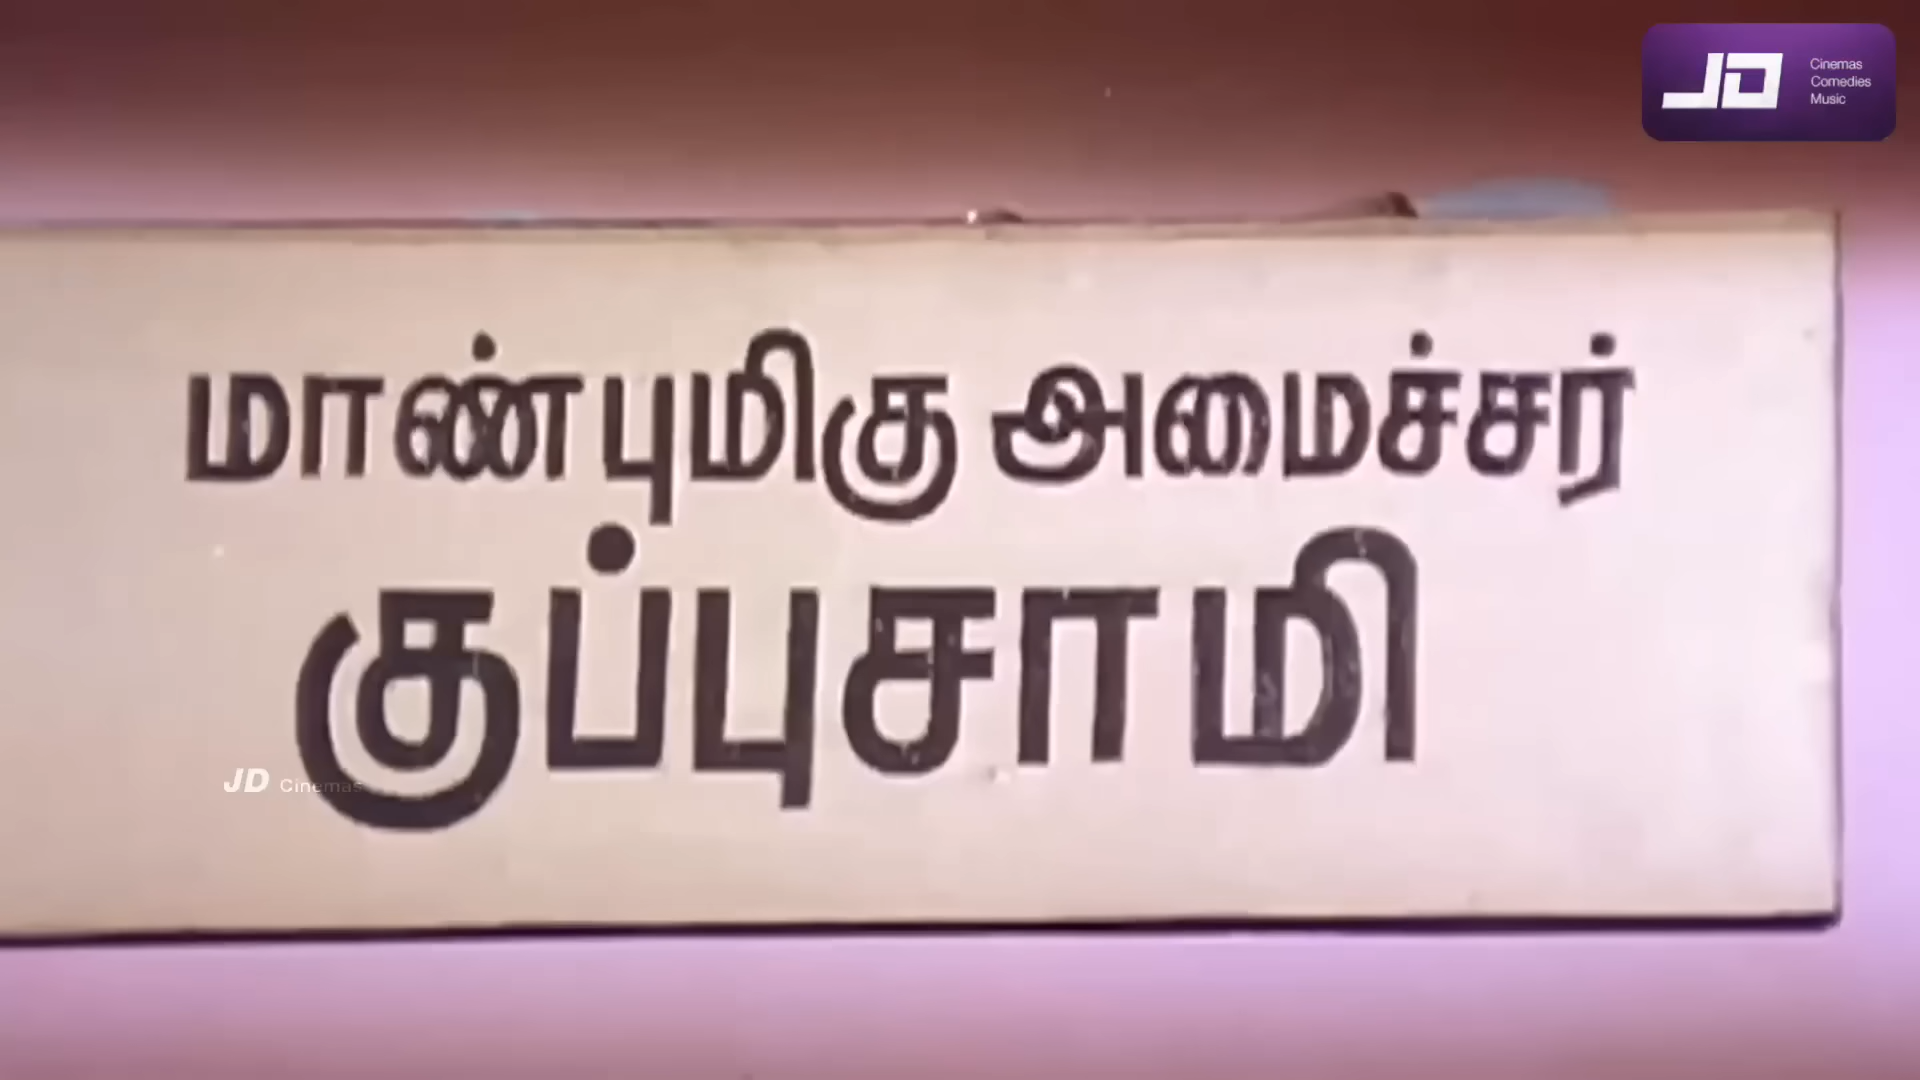 JD
Cinemas
Comedies
Music
மாண்புமிகு அமைச்சர்
குப்புசாமி
JD Cinemas